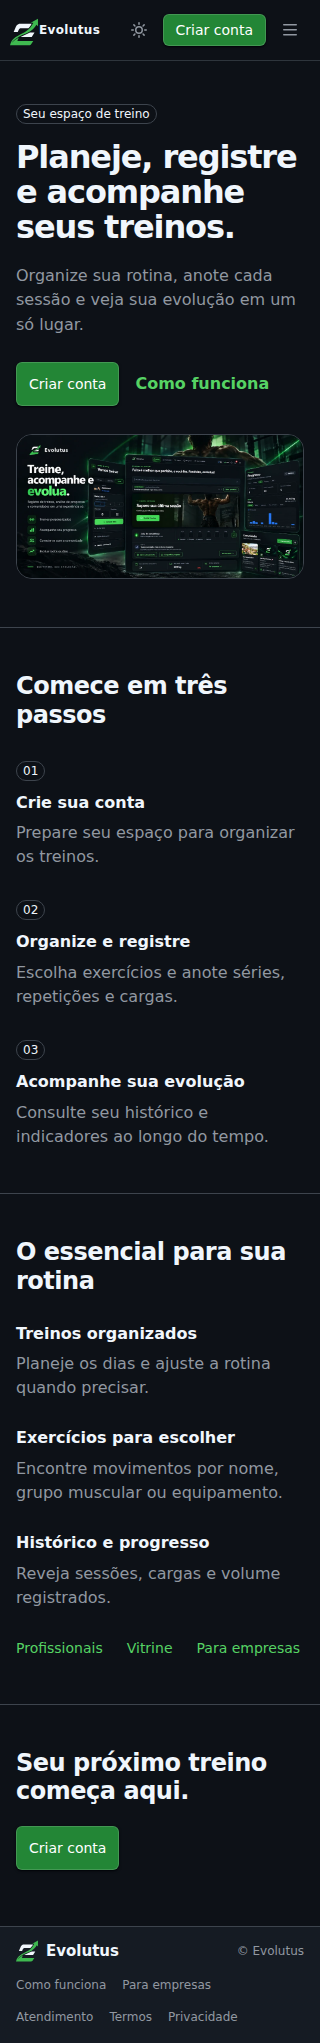 Evolutus
Criar conta
Seu espaço de treino
Planeje, registre
e acompanhe
seus treinos.
Organize sua rotina, anote cada
sessão e veja sua evolução em um
só lugar.
Criar conta
Como funciona
Evolutus
Treine,
acompanhe e
evolua.
Comece em três
passos
01
Crie sua conta
Prepare seu espaço para organizar
os treinos.
02
Organize e registre
Escolha exercícios e anote séries,
repetições e cargas.
03
Acompanhe sua evolução
Consulte seu histórico e
indicadores ao longo do tempo.
O essencial para sua
rotina
Treinos organizados
Planeje os dias e ajuste a rotina
quando precisar.
Exercícios para escolher
Encontre movimentos por nome,
grupo muscular ou equipamento.
Histórico e progresso
Reveja sessões, cargas e volume
registrados.
Profissionais
Vitrine
Para empresas
Seu próximo treino
começa aqui.
Criar conta
Evolutus
© Evolutus
Como funciona
Para empresas
Atendimento
Termos
Privacidade